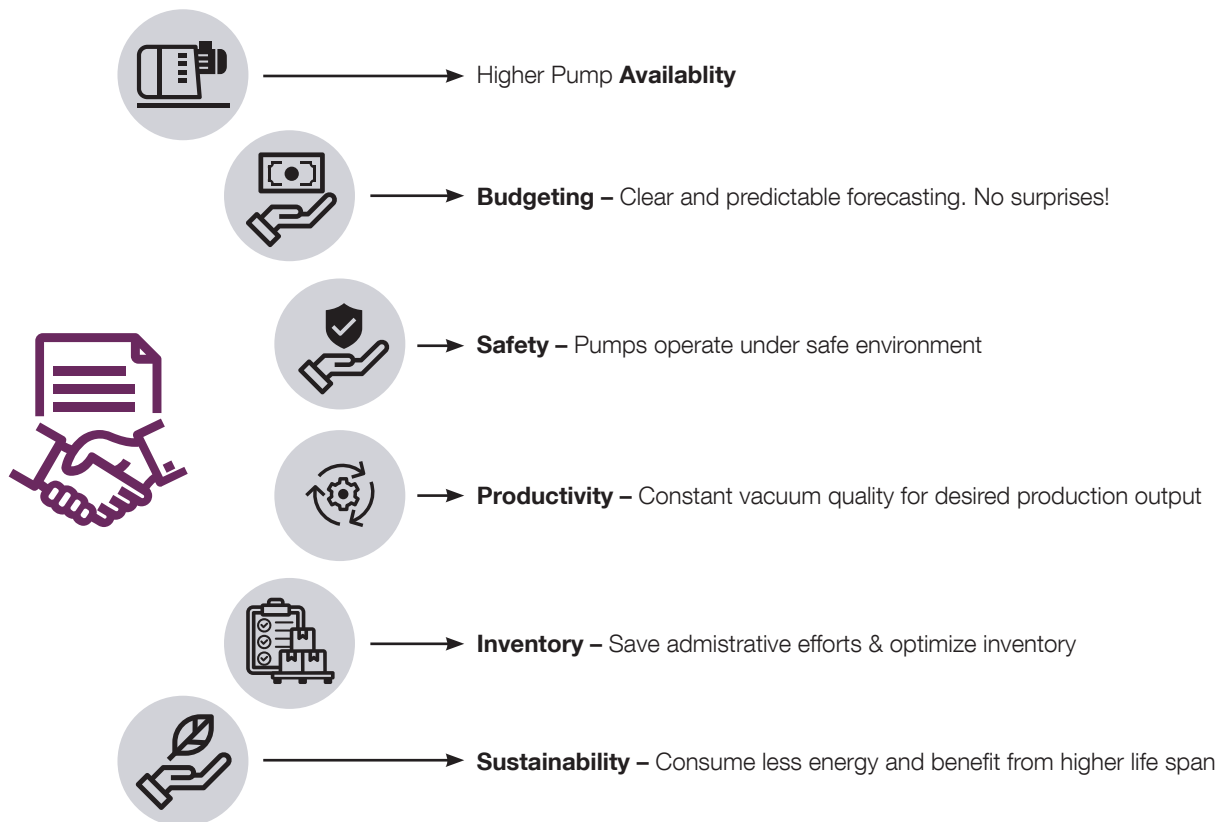 Higher Pump Availablity
Budgeting – Clear and predictable forecasting. No surprises!
Safety – Pumps operate under safe environment
Productivity – Constant vacuum quality for desired production output
Inventory – Save admistrative efforts & optimize inventory
Sustainability – Consume less energy and benefit from higher life span